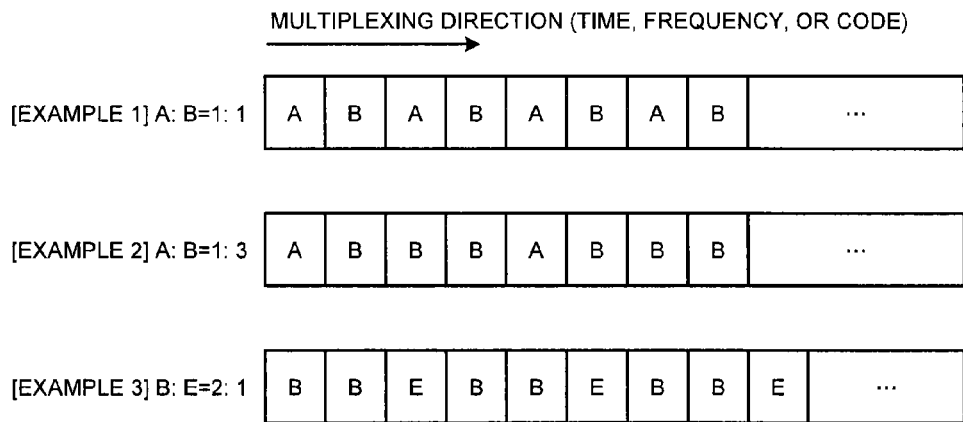 MULTIPLEXING DIRECTION (TIME, FREQUENCY, OR CODE)
[EXAMPLE 1] A: B=1: 1 A B A B A B A B ...
[EXAMPLE 2] A: B=1: 3 A B B B A B B B ...
[EXAMPLE 3] B: E=2: 1 B B E B B E B B E ...